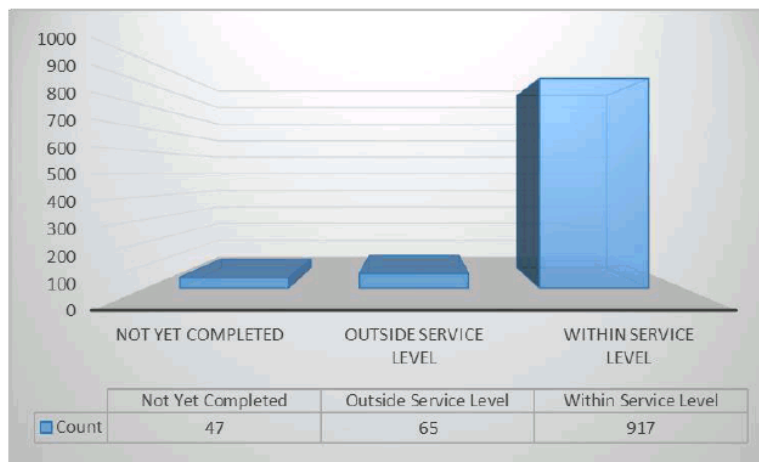 1000
900
800
700
600
500
400
300
200
100
0
NOT YET COMPLETED
OUTSIDE SERVICE
LEVEL
WITHIN SERVICE
LEVEL
Not Yet Completed Outside Service Level Within Service Level
Count 47 65 917